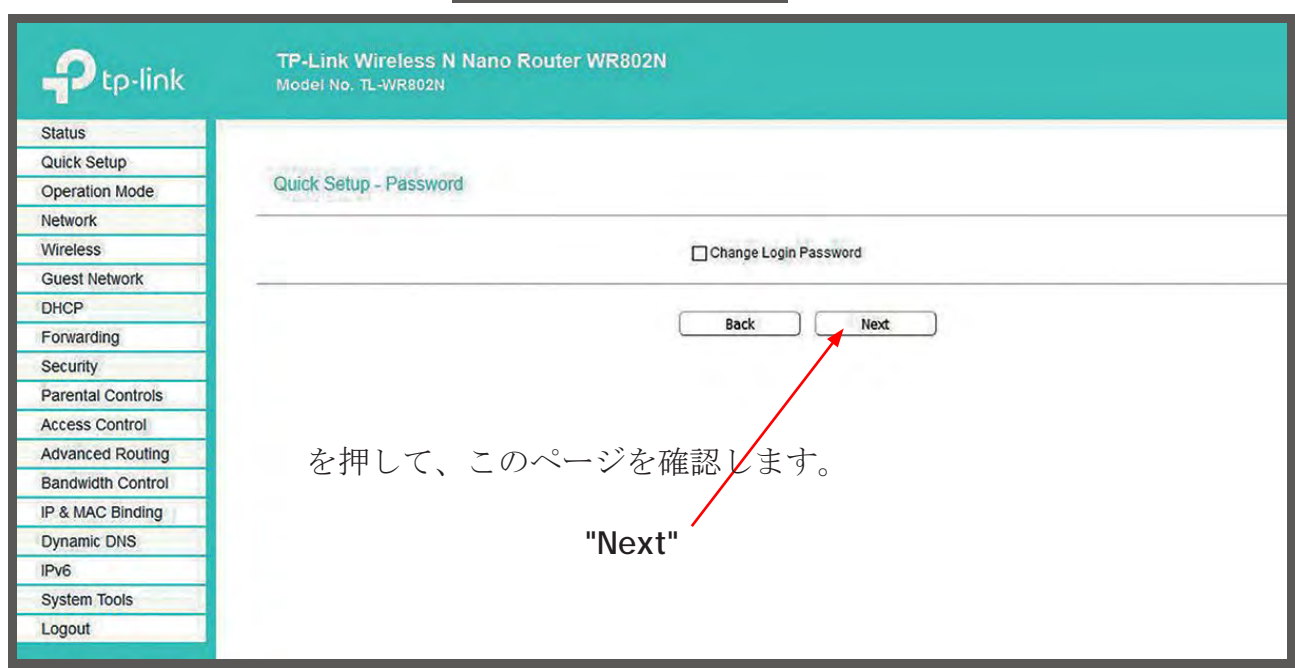 tp-link
TP-Link Wireless N Nano Router WR802N
Model No. TL-WR802N
Status
Quick Setup
Operation Mode
Network
Wireless
Guest Network
DHCP
Forwarding
Security
Parental Controls
Access Control
Advanced Routing
Bandwidth Control
IP & MAC Binding
Dynamic DNS
IPv6
System Tools
Logout
Quick Setup - Password
Change Login Password
Back Next
を押して、このページを確認します。
"Next"